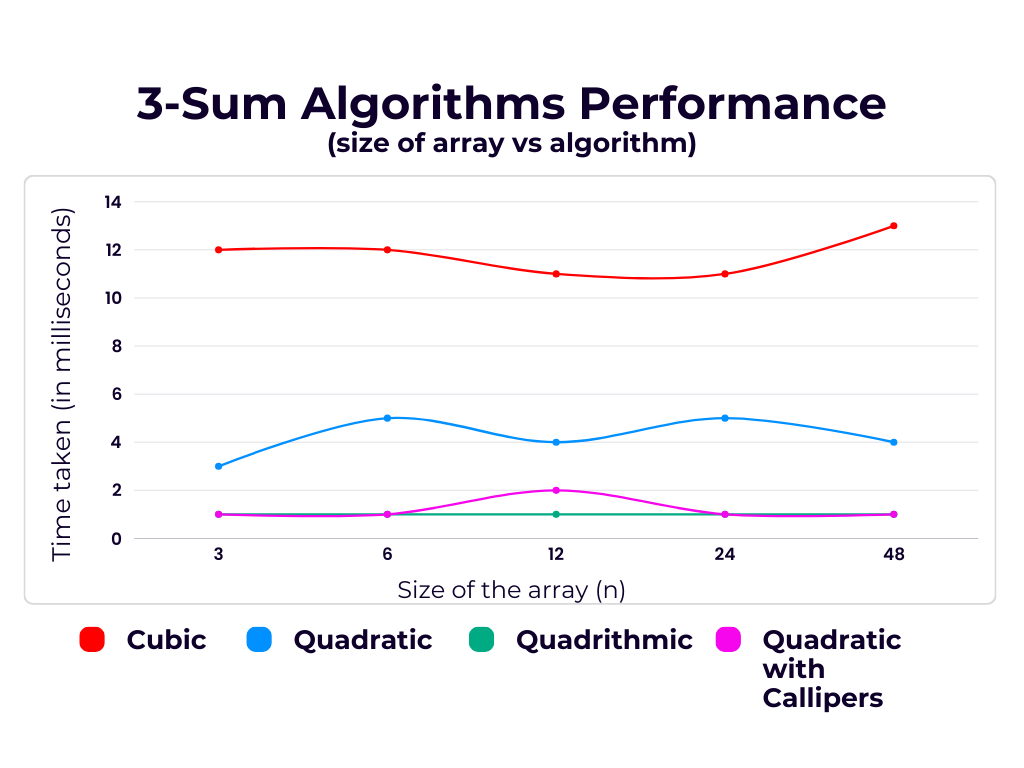 3-Sum Algorithms Performance
(size of array vs algorithm)
Time taken (in milliseconds)
14
12
10
8
6
4
2
0
3 6 12 24 48
Size of the array (n)
Cubic Quadratic Quadrithmic Quadratic
with
Callipers